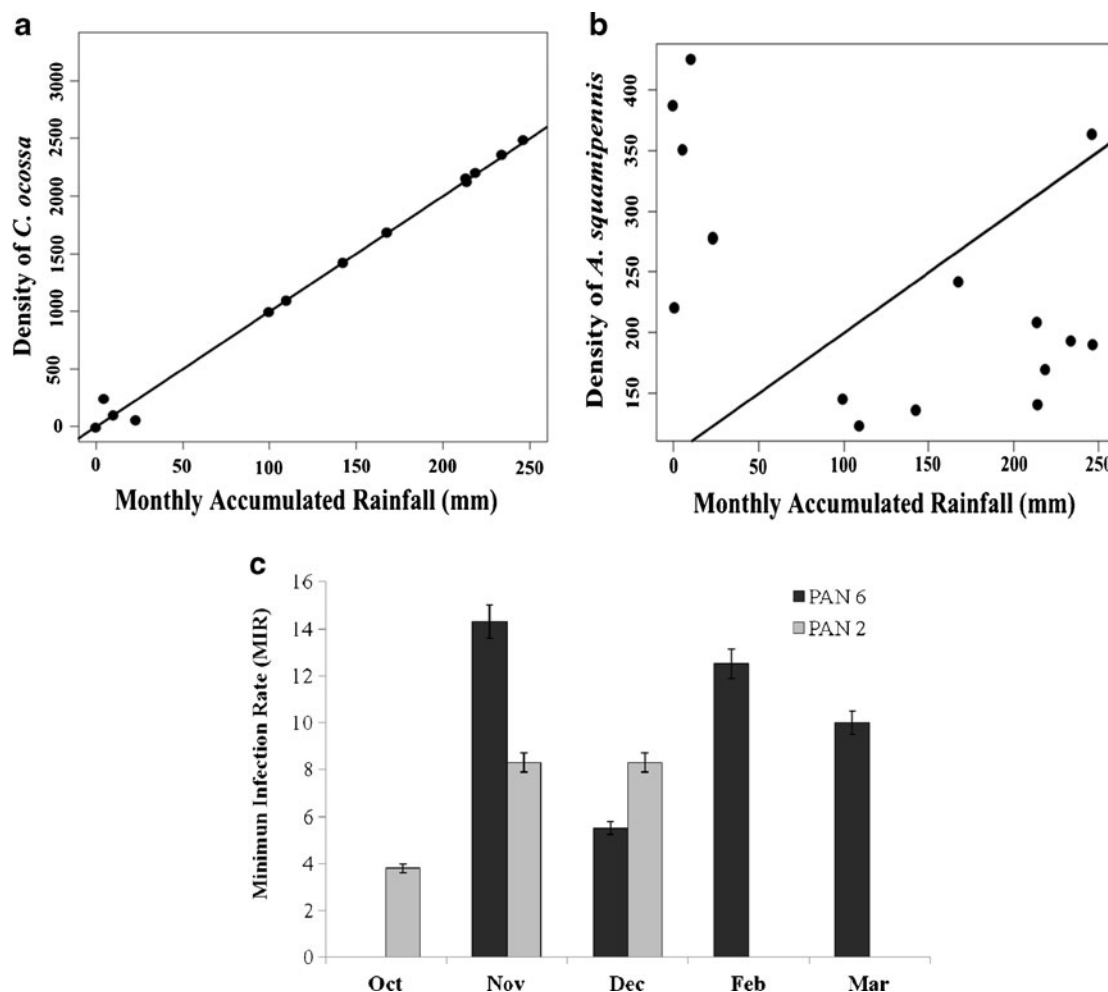 a
Density of C. ocossa
3000
2500
2000
1500
1000
500
0
0 50 100 150 200 250
Monthly Accumulated Rainfall (mm)
b
Density of A. squamipennis
400
350
300
250
200
150
0 50 100 150 200 250
Monthly Accumulated Rainfall (mm)
c
Minimun Infection Rate (MIR)
16
14
12
10
8
6
4
2
0
PAN 6
PAN 2
Oct Nov Dec Feb Mar